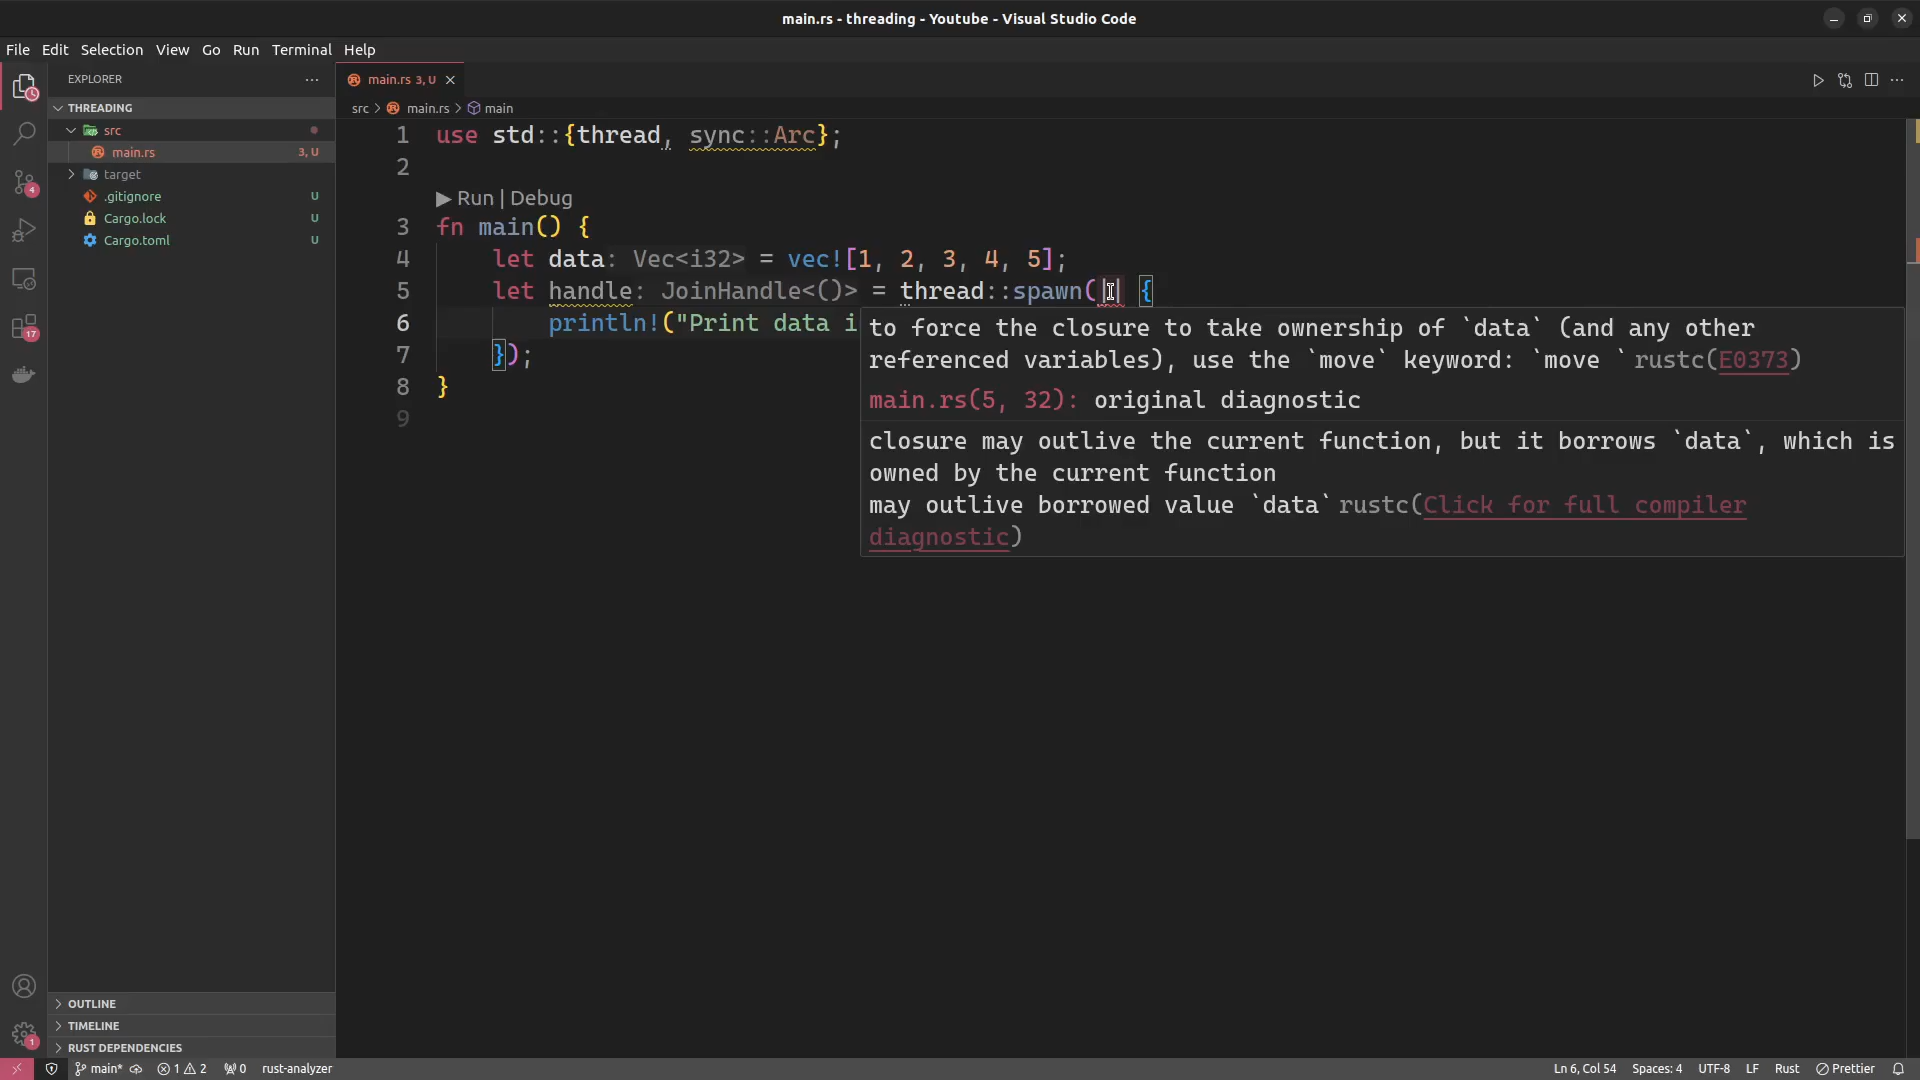 main.rs - threading - Youtube - Visual Studio Code
File Edit Selection View Go Run Terminal Help
EXPLORER
main.rs 3, U
THREADING
src > main.rs > main
src
main.rs 3, U
target
.gitignore U
Cargo.lock U
Cargo.toml U
4
17
1 use std::{thread, sync::Arc};
2
▶ Run | Debug
3 fn main() {
4 let data: Vec<i32> = vec![1, 2, 3, 4, 5];
5 let handle: JoinHandle<()> = thread::spawn(|| {
6 println!("Print data i
7 });
8 }
9
to force the closure to take ownership of `data` (and any other
referenced variables), use the `move` keyword: `move `rustc(E0373)
main.rs(5, 32): original diagnostic
closure may outlive the current function, but it borrows `data`, which is
owned by the current function
may outlive borrowed value `data`rustc(Click for full compiler
diagnostic)
OUTLINE
TIMELINE
RUST DEPENDENCIES
1
main* 1 2 0 rust-analyzer Ln 6, Col 54 Spaces: 4 UTF-8 LF Rust Prettier